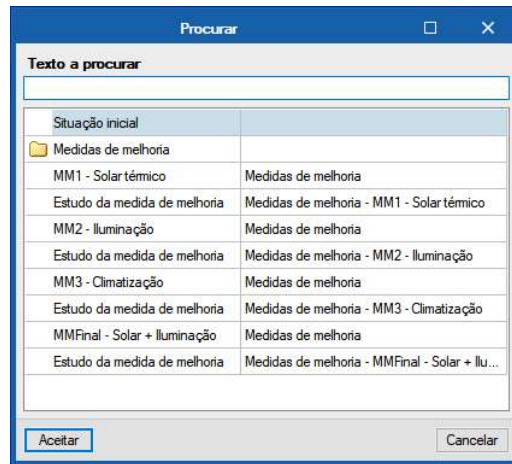 Procurar
Texto a procurar
Situação inicial
Medidas de melhoria
MM1 - Solar térmico Medidas de melhoria
Estudo da medida de melhoria Medidas de melhoria - MM1 - Solar térmico
MM2 - Iluminação Medidas de melhoria
Estudo da medida de melhoria Medidas de melhoria - MM2 - Iluminação
MM3 - Climatização Medidas de melhoria
Estudo da medida de melhoria Medidas de melhoria - MM3 - Climatização
MMFinal - Solar + Iluminação Medidas de melhoria
Estudo da medida de melhoria Medidas de melhoria - MMFinal - Solar + Ilu...
Aceitar Cancelar